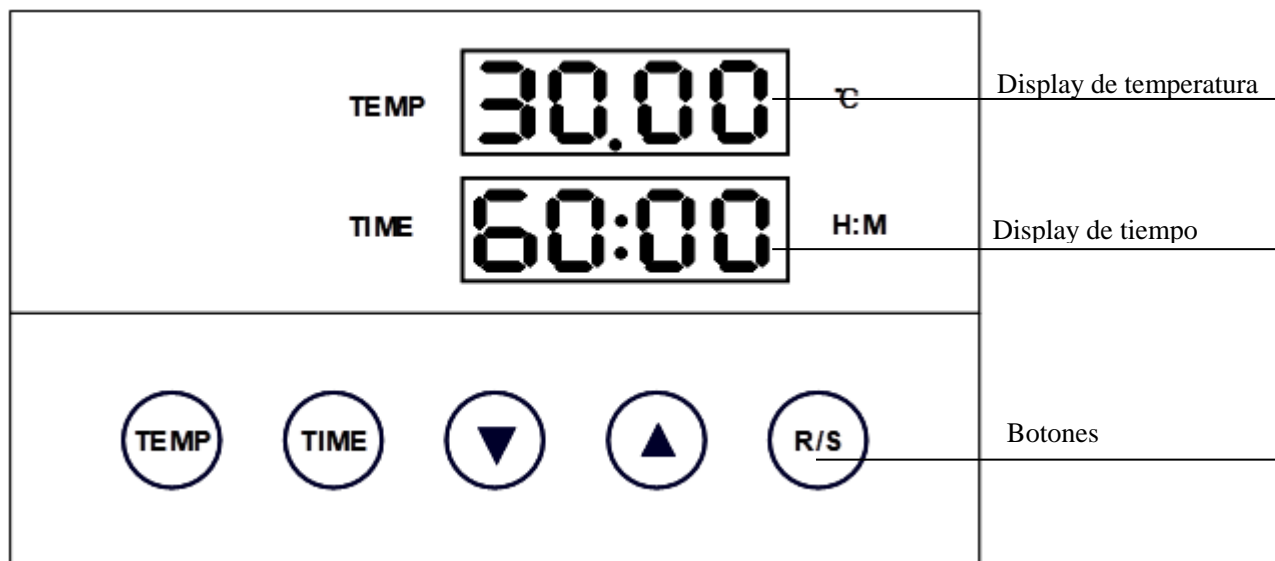 TEMP 30.00 ℃ Display de temperatura
TIME 60:00 H:M Display de tiempo
TEMP TIME ▼ ▲ R/S Botones